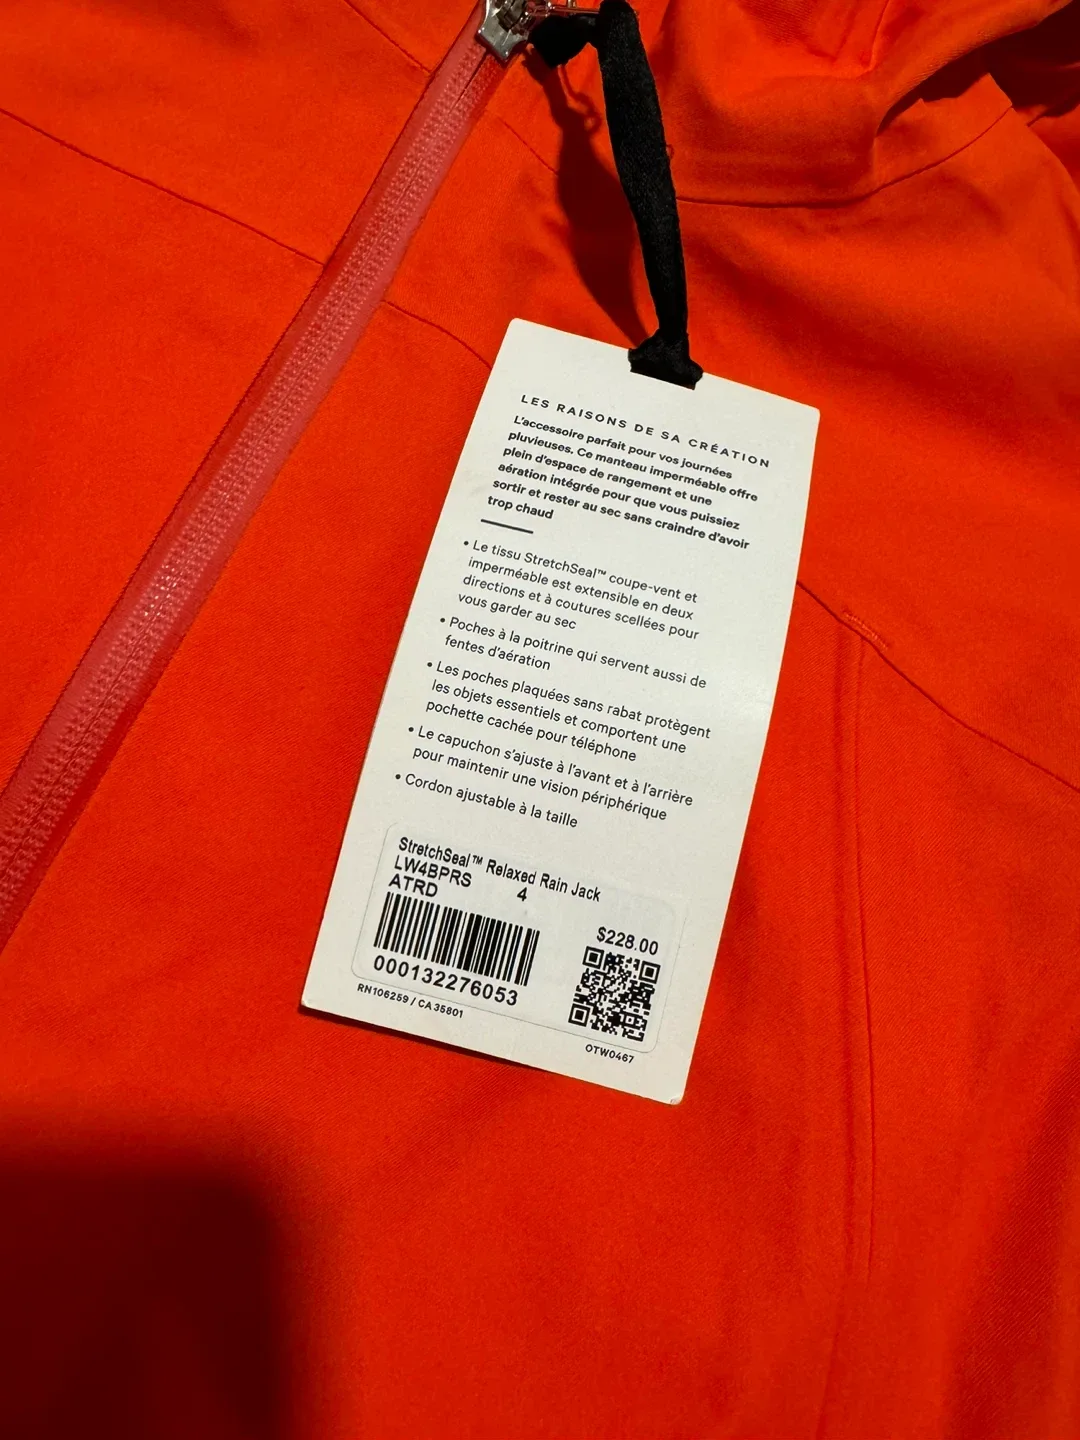 LES RAISONS DE SA CRÉATION
L'accessoire parfait pour vos journées
pluvieuses. Ce manteau imperméable offre
plein d'espace de rangement et une
aération intégrée pour que vous puissiez
sortir et rester au sec sans craindre d'avoir
trop chaud
• Le tissu StretchSeal™ coupe-vent et
imperméable est extensible en deux
directions et à coutures scellées pour
vous garder au sec
• Poches à la poitrine qui servent aussi de
fentes d'aération
• Les poches plaquées sans rabat protègent
les objets essentiels et comportent une
pochette cachée pour téléphone
• Le capuchon s'ajuste à l'avant et à l'arrière
pour maintenir une vision périphérique
• Cordon ajustable à la taille
StretchSeal™ Relaxed Rain Jack
LW4BPRS 4
ATRD
$228.00
000132276053
RN106259 / CA35801
OTW0467